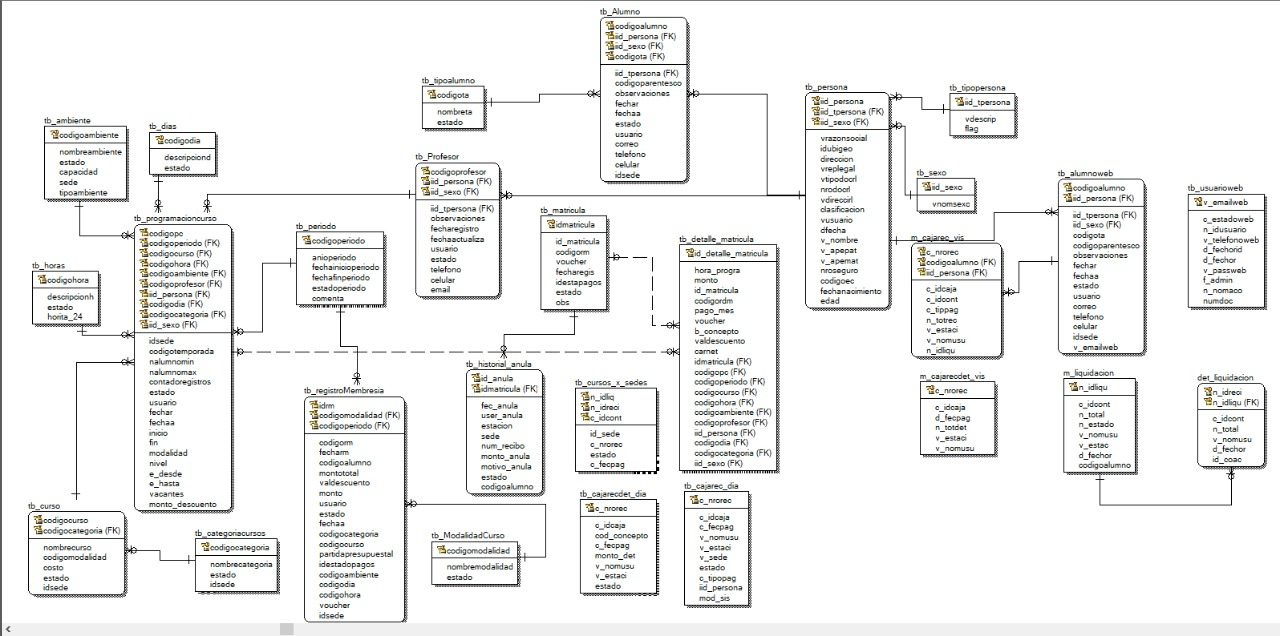 tb_Alumno
codigoalumno
iid_persona (FK)
iid_sexo (FK)
codigota (FK)
iid_tpersona (FK)
codigoparentesco
observaciones
fechar
fechaa
estado
usuario
correo
telefono
celular
idsede
tb_tipoalumno
codigota
nombreta
estado
tb_persona
iid_persona
iid_tpersona (FK)
iid_sexo (FK)
vrazonsocial
idubigeo
direccion
vreplegal
vtipodocrl
nrodocrl
vdireccrl
clasificacion
vusuario
dfecha
v_nombre
v_apepat
v_apemat
nroseguro
codigoec
fechanacimiento
edad
tb_tipopersona
iid_tpersona
vdescrip
flag
tb_ambiente
codigoambiente
nombreambiente
estado
capacidad
sede
tipoambiente
tb_dias
codigodia
descripciond
estado
tb_Profesor
codigoprofesor
iid_persona (FK)
iid_sexo (FK)
iid_tpersona (FK)
observaciones
fecharegistro
fechaactualiza
usuario
estado
telefono
celular
email
tb_sexo
iid_sexo
vnomsexc
tb_alumnoweb
codigoalumno
iid_persona (FK)
iid_tpersona (FK)
iid_sexo (FK)
codigota
codigoparentesco
observaciones
fechar
fechaa
estado
usuario
correo
telefono
celular
idsede
v_emailweb
tb_usuarioweb
v_emailweb
c_estadoweb
n_idusuario
v_telefonoweb
d_fechorid
d_fechor
v_passweb
f_admin
n_nomaco
numdoc
tb_programacioncurso
codigopc
codigoperiodo (FK)
codigocurso (FK)
codigohora (FK)
codigoambiente (FK)
codigoprofesor (FK)
iid_persona (FK)
codigodia (FK)
codigocategoria (FK)
iid_sexo (FK)
idsede
codigotemporada
nalumnomin
nalumnomax
contadoregistros
estado
usuario
fechar
fechaa
inicio
fin
modalidad
nivel
e_desde
e_hasta
vacantes
monto_descuento
tb_periodo
codigoperiodo
anioperiodo
fechainicioperiodo
fechafinperiodo
estadoperiodo
comenta
tb_matricula
idmatricula
id_matricula
codigorm
voucher
fecharegis
idestapagos
estado
obs
tb_detalle_matricula
id_detalle_matricula
hora_progra
monto
id_matricula
codigordm
pago_mes
voucher
b_concepto
valdescuento
carnet
idmatricula (FK)
codigopc (FK)
codigoperiodo (FK)
codigocurso (FK)
codigohora (FK)
codigoambiente (FK)
codigoprofesor (FK)
iid_persona (FK)
codigodia (FK)
codigocategoria (FK)
iid_sexo (FK)
m_cajarec_vis
c_nrorec
codigoalumno (FK)
iid_persona (FK)
c_idcaja
c_idcont
c_tippag
n_totrec
v_estaci
v_nomusu
n_idliqu
tb_horas
codigohora
descripcionh
estado
horita_24
tb_historial_anula
id_anula
idmatricula (FK)
fec_anula
user_anula
estacion
sede
num_recibo
monto_anula
motivo_anula
estado
codigoalumno
tb_registroMembresia
idrm
codigomodalidad (FK)
codigoperiodo (FK)
codigorm
fecharm
codigoalumno
montototal
valdescuento
monto
usuario
estado
fechaa
codigocategoria
codigocurso
partidapresupuestal
idestadopagos
codigoambiente
codigodia
codigohora
voucher
idsede
tb_cursos_x_sedes
n_idliq
n_idreci
c_idcont
id_sede
c_nrorec
estado
c_fecpag
m_cajarecdet_vis
c_nrorec
c_idcaja
d_fecpag
n_totdet
v_estaci
v_nomusu
m_liquidacion
n_idliqu
c_idcont
n_total
n_estado
v_nomusu
v_estac
d_fechor
codigoalumno
det_liquidacion
n_idreci
n_idliqu (FK)
c_idcont
n_total
v_nomusu
d_fechor
id_coac
tb_curso
codigocurso
codigocategoria (FK)
nombrecurso
codigomodalidad
costo
estado
idsede
tb_categoriacursos
codigocategoria
nombrecategoria
estado
idsede
tb_ModalidadCurso
codigomodalidad
nombremodalidad
estado
tb_cajarecdet_dia
c_nrorec
c_idcaja
cod_concepto
c_fecpag
monto_det
v_nomusu
v_estaci
estado
tb_cajarec_dia
c_nrorec
c_idcaja
c_fecpag
v_nomusu
v_estaci
v_sede
estado
c_tipopag
iid_persona
mod_sis